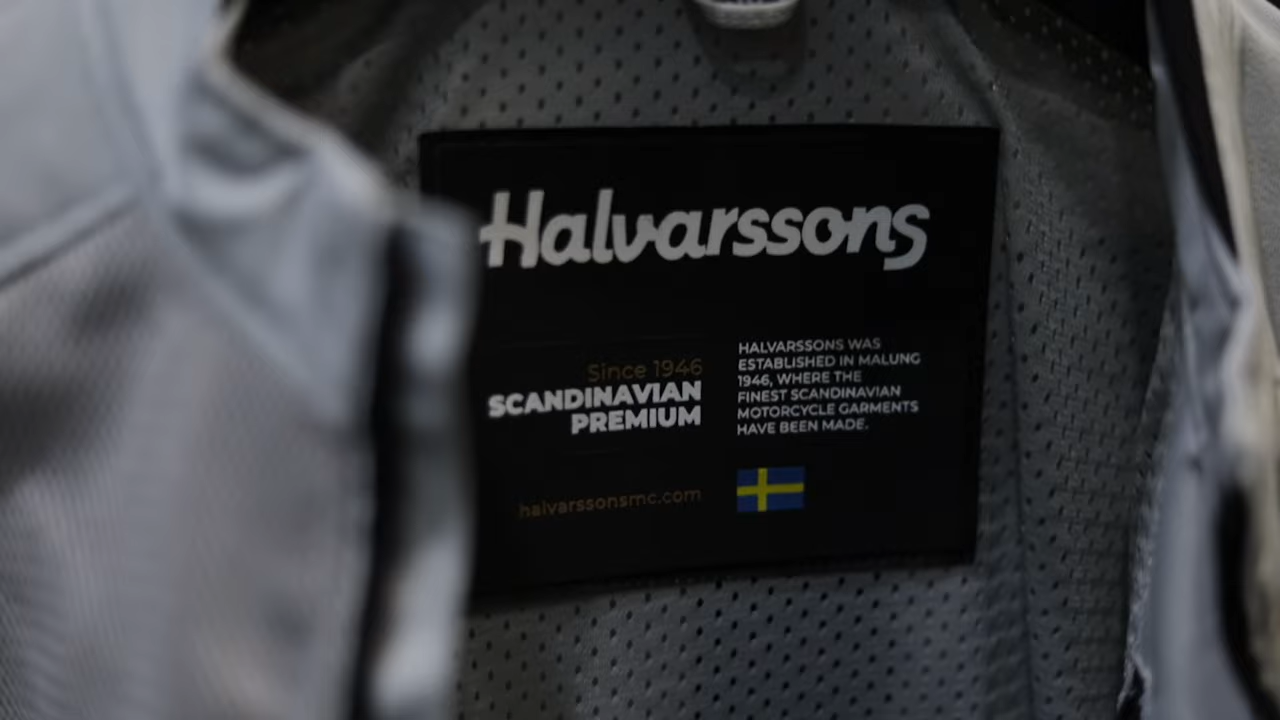 Halvarssons
Since 1946
SCANDINAVIAN
PREMIUM
halvarssonsmc.com
HALVARSSONS WAS
ESTABLISHED IN MALUNG
1946, WHERE THE
FINEST SCANDINAVIAN
MOTORCYCLE GARMENTS
HAVE BEEN MADE.